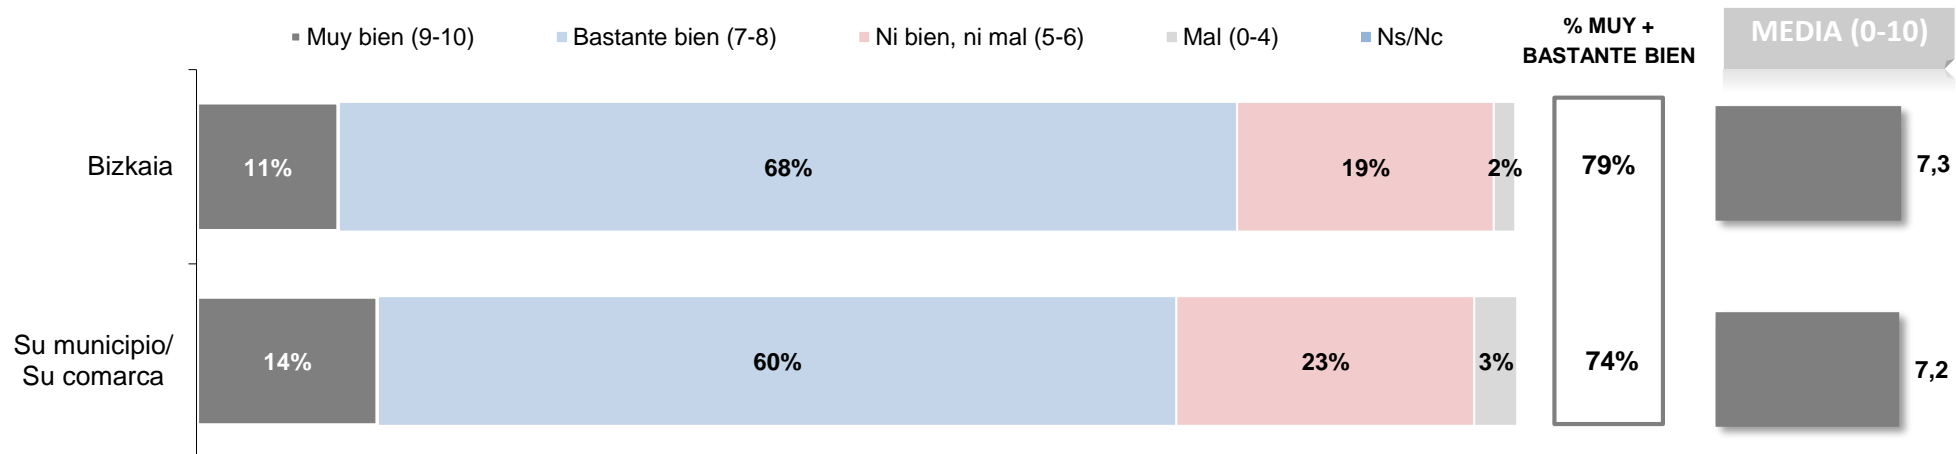 Muy bien (9-10) Bastante bien (7-8) Ni bien, ni mal (5-6) Mal (0-4) Ns/Nc
% MUY +
BASTANTE BIEN
MEDIA (0-10)
Bizkaia 11% 68% 19% 2% 79% 7,3
Su municipio/
Su comarca
14% 60% 23% 3% 74% 7,2